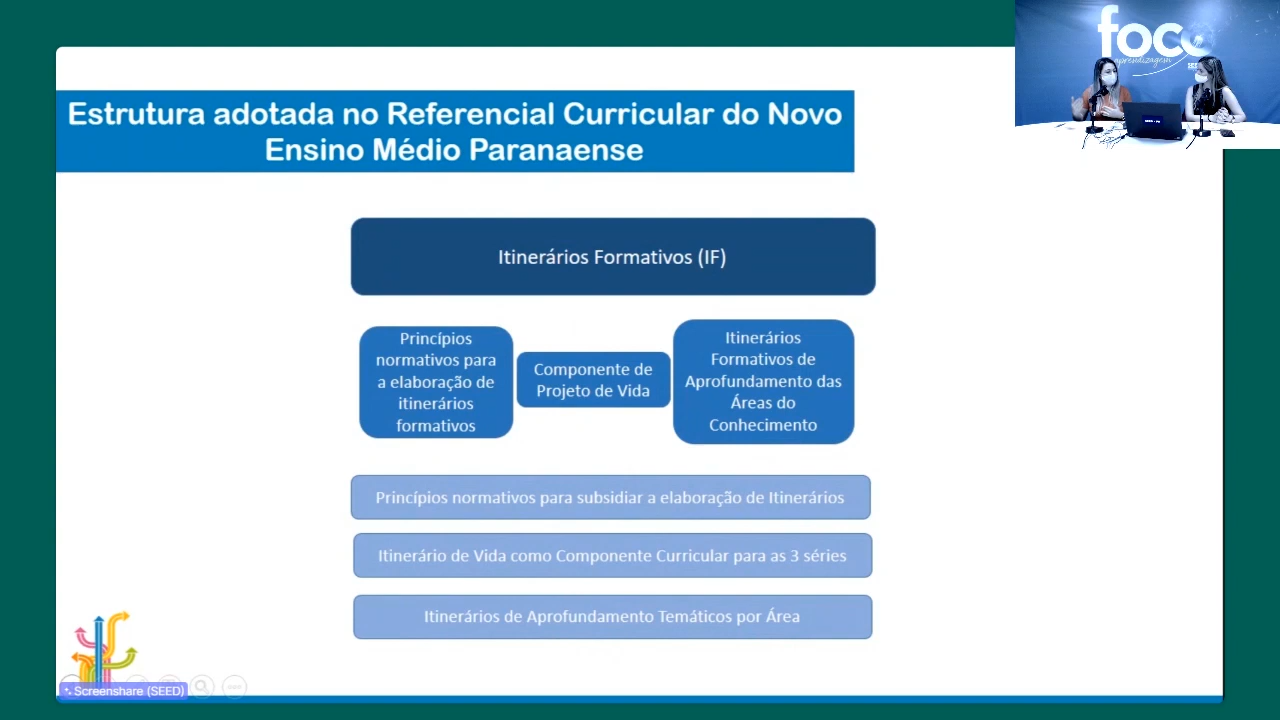 Estrutura adotada no Referencial Curricular do Novo
Ensino Médio Paranaense
foco
aprendizagem
Itinerários Formativos (IF)
Princípios
normativos para
a elaboração de
itinerários
formativos
Componente de
Projeto de Vida
Itinerários
Formativos de
Aprofundamento das
Áreas do
Conhecimento
Princípios normativos para subsidiar a elaboração de Itinerários
Itinerário de Vida como Componente Curricular para as 3 séries
Itinerários de Aprofundamento Temáticos por Área
Screenshare (SEED)